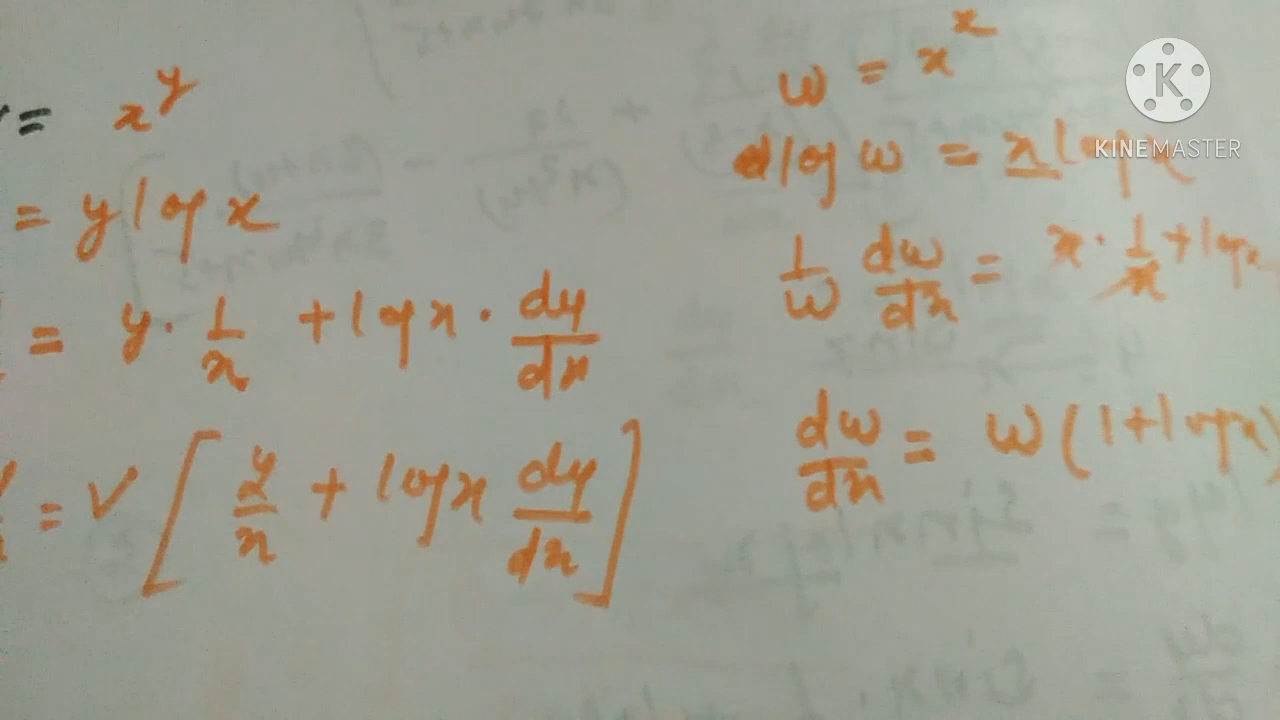 = x^y
= y log x
= y · 1/x + log x · dy/dx
= V [ y/x + log x dy/dx ]
w = x^x
dlog w = x log x
1/w dw/dx = x · 1/x + log x
dw/dx = w (1 + log x)
K
KINEMASTER